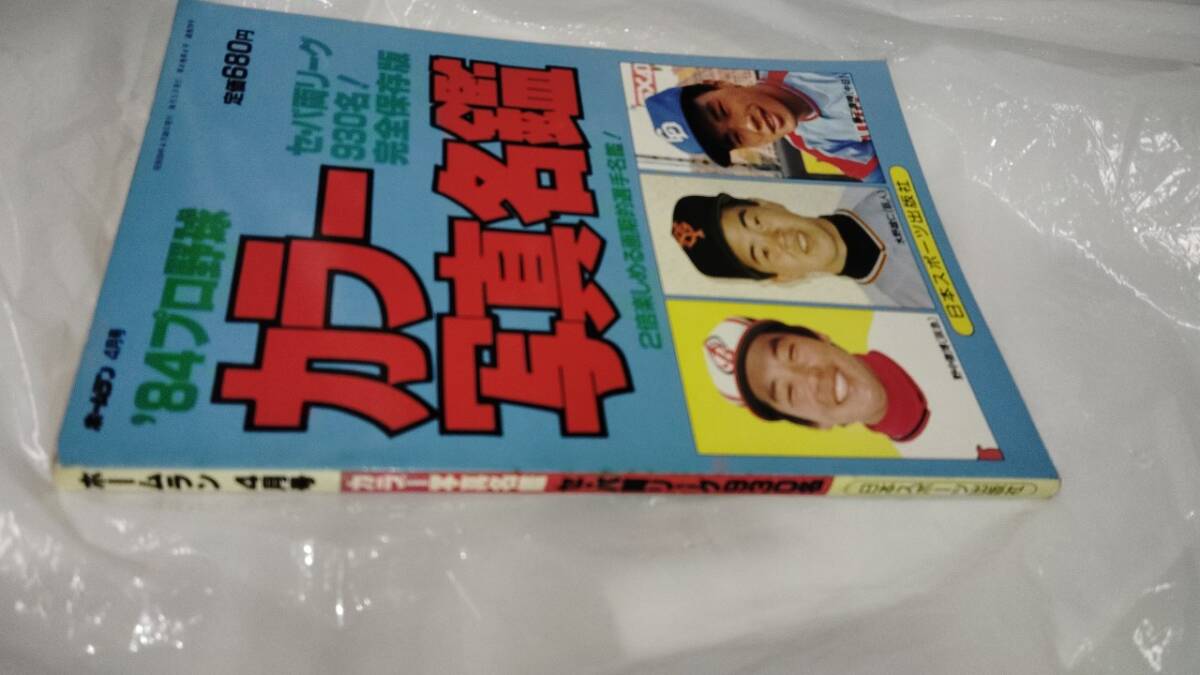 ホームラン 4月号
定価680円
'84プロ野球
セ・パ両リーグ
930名!
完全保存版
カラー
写真名鑑
2倍楽しめる画期的選手名鑑!
日本スポーツ出版社
ホームラン 4月号 カラー写真名鑑 セ・パ両リーグ930名 日本スポーツ出版社